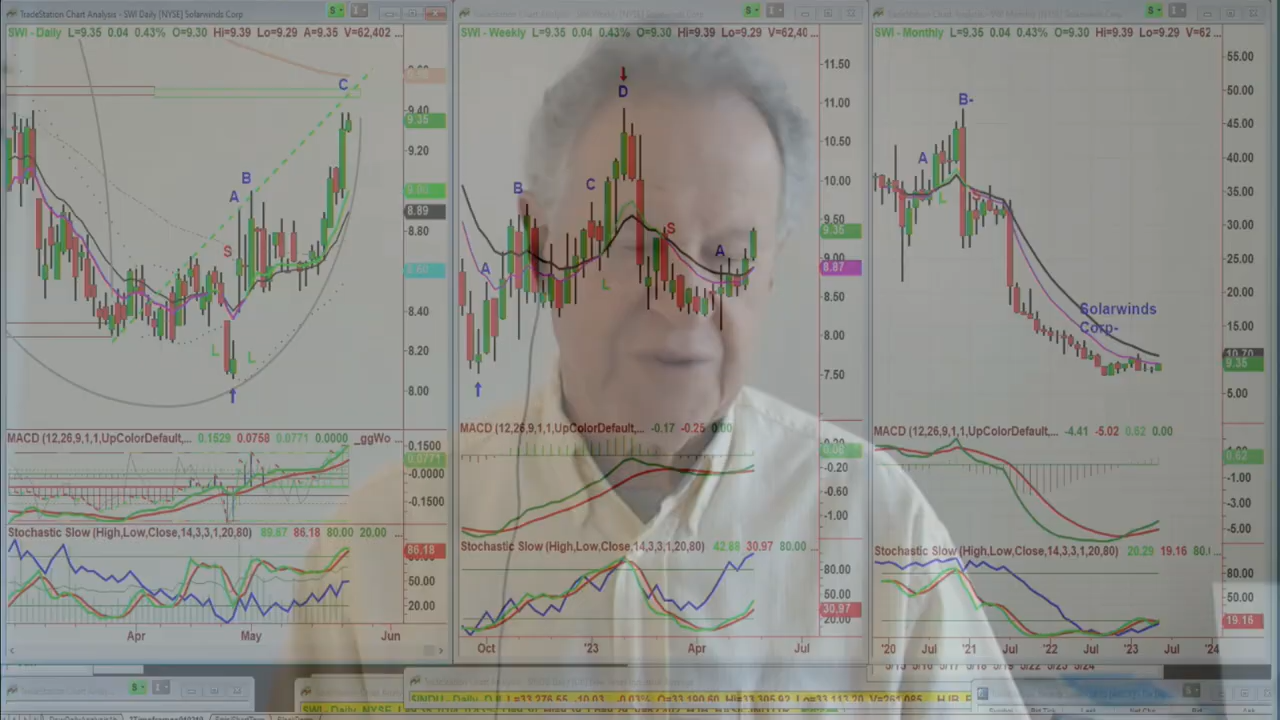 TradeStation Chart Analysis - SWI Daily [NYSE] Solarwinds Corp
SWI - Daily L=9.35 0.04 0.43% O=9.30 Hi=9.39 Lo=9.29 A=9.35 V=62,402 ...
C
9.40
9.35
9.20
B
A
9.00
8.89
8.80
S
8.60
8.40
L
L
8.20
8.00
MACD (12,26,9,1,1,UpColorDefault,... 0.1529 0.0758 0.0771 0.0000 _ggWo ...
0.1500
0.0771
-0.0000
-0.1500
Stochastic Slow (High,Low,Close,14,3,3,1,20,80) 89.67 86.18 80.00 20.00 ...
86.18
50.00
20.00
Apr May Jun
SWI - Weekly L=9.35 0.04 0.43% O=9.30 Hi=9.39 Lo=9.29 V=62,40 ...
11.50
D
11.00
10.50
10.00
B
C
9.50
9.35
S
A
9.00
8.87
A
L
8.50
8.00
7.50
MACD (12,26,9,1,1,UpColorDefault,... -0.17 -0.25 0.00
-0.20
-0.60
-1.00
Stochastic Slow (High,Low,Close,14,3,3,1,20,80) 42.88 30.97 80.00 ...
80.00
50.00
30.97
20.00
Oct '23 Apr Jul
SWI - Monthly L=9.35 0.04 0.43% O=9.30 Hi=9.39 Lo=9.29 V=62 ...
55.00
50.00
B-
45.00
A
40.00
35.00
L
30.00
25.00
20.00
Solarwinds
Corp-
15.00
10.70
9.35
5.00
MACD (12,26,9,1,1,UpColorDefault,... -4.41 -5.02 0.62 0.00
0.62
-1.00
-3.00
-5.00
Stochastic Slow (High,Low,Close,14,3,3,1,20,80) 20.29 19.16 80.
80.00
50.00
19.16
'20 Jul '21 Jul '22 Jul '23 Jul '24